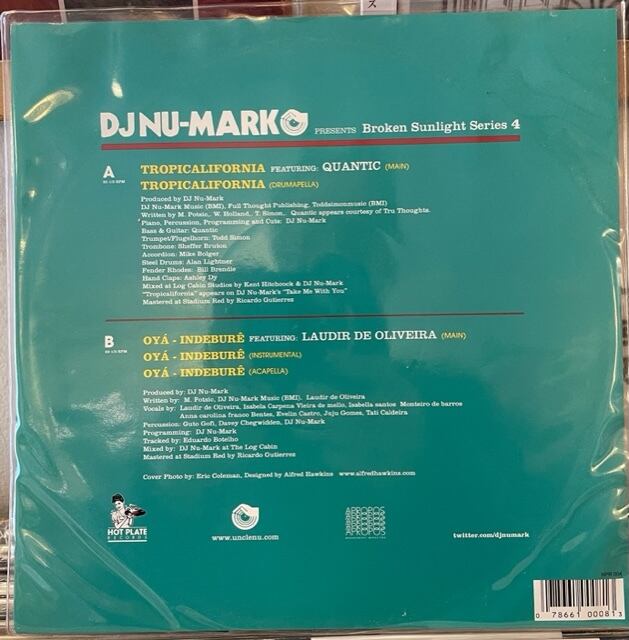 DJ NU-MARK PRESENTS Broken Sunlight Series 4
A TROPICALIFORNIA FEATURING: QUANTIC (MAIN)
TROPICALIFORNIA (DRUMAPELLA)
Produced by DJ Nu-Mark
DJ Nu-Mark Music (BMI), Full Thought Publishing, Toddsimonmusic (BMI)
Written by M. Potsic, W. Holland, T. Simon, Quantic appears courtesy of Tru Thoughts.
Piano, Percussion, Programming and Cuts: DJ Nu-Mark
Bass & Guitar: Quantic
Trumpet/Flugelhorn: Todd Simon
Trombone: Sheffer Bruton
Accordion: Mike Bolger
Steel Drums: Alan Lightner
Fender Rhodes: Bill Brendle
Hand Claps: Ashley Dy
Mixed at Log Cabin Studios by Kent Hitchcock & DJ Nu-Mark
"Tropicalifornia" appears on DJ Nu-Mark's "Take Me With You"
Mastered at Stadium Red by Ricardo Gutierres
B OYÁ - INDEBURÊ FEATURING: LAUDIR DE OLIVEIRA (MAIN)
OYÁ - INDEBURÊ (INSTRUMENTAL)
OYÁ - INDEBURÊ (ACAPELLA)
Produced by: DJ Nu-Mark
Written by: M. Potsic, DJ Nu-Mark Music (BMI), Laudir de Oliveira
Vocals by: Laudir de Oliveira, Isabela Carpena Vieira de mello, Isabella santos Monteiro de barros
Anna carolina franco Bentes, Evelin Castro, Juju Gomes, Tati Caldeira
Percussion: Guto Gofi, Davey Chegwidden, DJ Nu-Mark
Programming: DJ Nu-Mark
Tracked by: Eduardo Botelho
Mixed by: DJ Nu-Mark at The Log Cabin
Mastered at Stadium Red by Ricardo Gutierres
Cover Photo by: Eric Coleman, Designed by Alfred Hawkins www.alfredhawkins.com
HOT PLATE
RECORDS
www.unclenu.com
APROPOS
twitter.com/djnumark
HPR 004
0 78661 00081 3